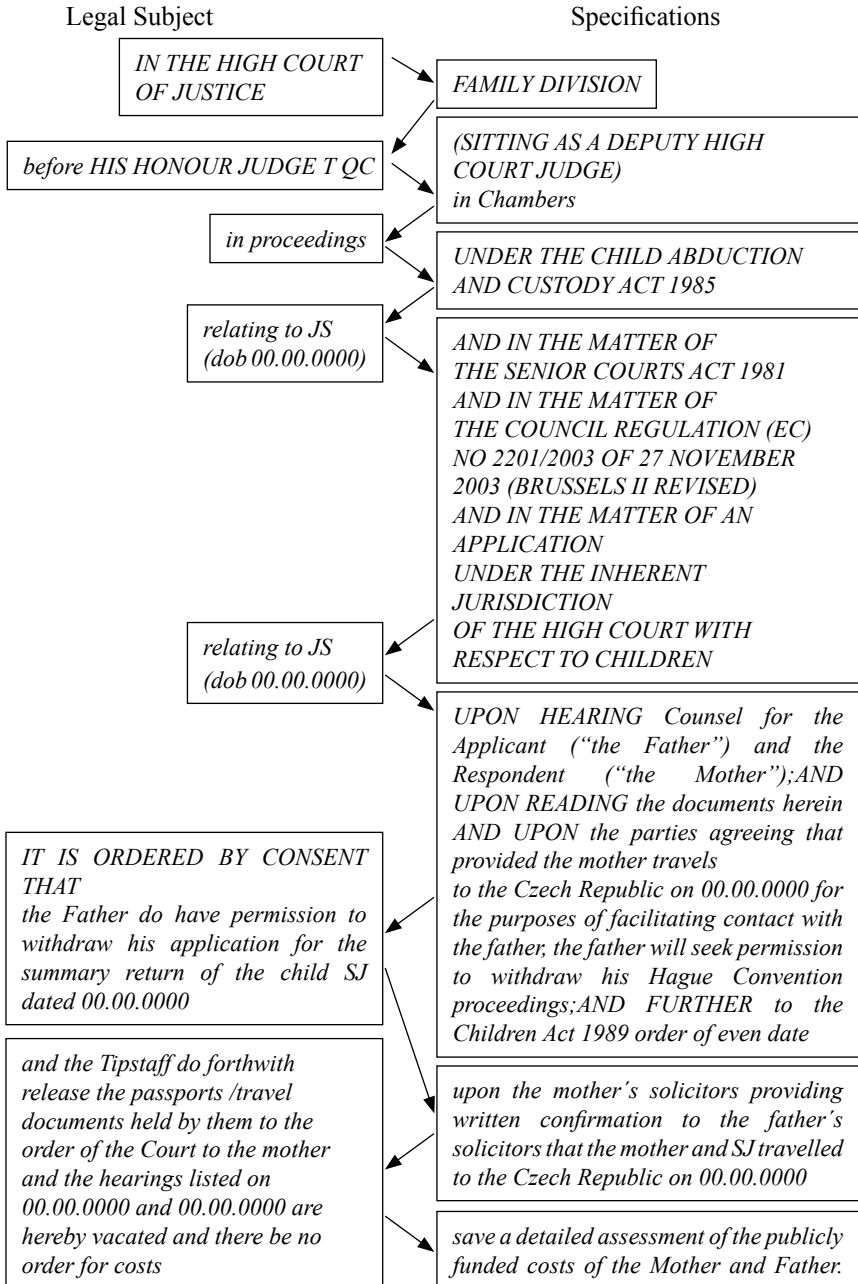 Legal Subject
Specifications
IN THE HIGH COURT
OF JUSTICE
FAMILY DIVISION
before HIS HONOUR JUDGE T QC
(SITTING AS A DEPUTY HIGH
COURT JUDGE)
in Chambers
in proceedings
UNDER THE CHILD ABDUCTION
AND CUSTODY ACT 1985
relating to JS
(dob 00.00.0000)
AND IN THE MATTER OF
THE SENIOR COURTS ACT 1981
AND IN THE MATTER OF
THE COUNCIL REGULATION (EC)
NO 2201/2003 OF 27 NOVEMBER
2003 (BRUSSELS II REVISED)
AND IN THE MATTER OF AN
APPLICATION
UNDER THE INHERENT
JURISDICTION
OF THE HIGH COURT WITH
RESPECT TO CHILDREN
relating to JS
(dob 00.00.0000)
UPON HEARING Counsel for the
Applicant (“the Father”) and the
Respondent (“the Mother”);AND
UPON READING the documents herein
AND UPON the parties agreeing that
provided the mother travels
to the Czech Republic on 00.00.0000 for
the purposes of facilitating contact with
the father, the father will seek permission
to withdraw his Hague Convention
proceedings;AND FURTHER to the
Children Act 1989 order of even date
IT IS ORDERED BY CONSENT
THAT
the Father do have permission to
withdraw his application for the
summary return of the child SJ
dated 00.00.0000
upon the mother´s solicitors providing
written confirmation to the father´s
solicitors that the mother and SJ travelled
to the Czech Republic on 00.00.0000
and the Tipstaff do forthwith
release the passports /travel
documents held by them to the
order of the Court to the mother
and the hearings listed on
00.00.0000 and 00.00.0000 are
hereby vacated and there be no
order for costs
save a detailed assessment of the publicly
funded costs of the Mother and Father.